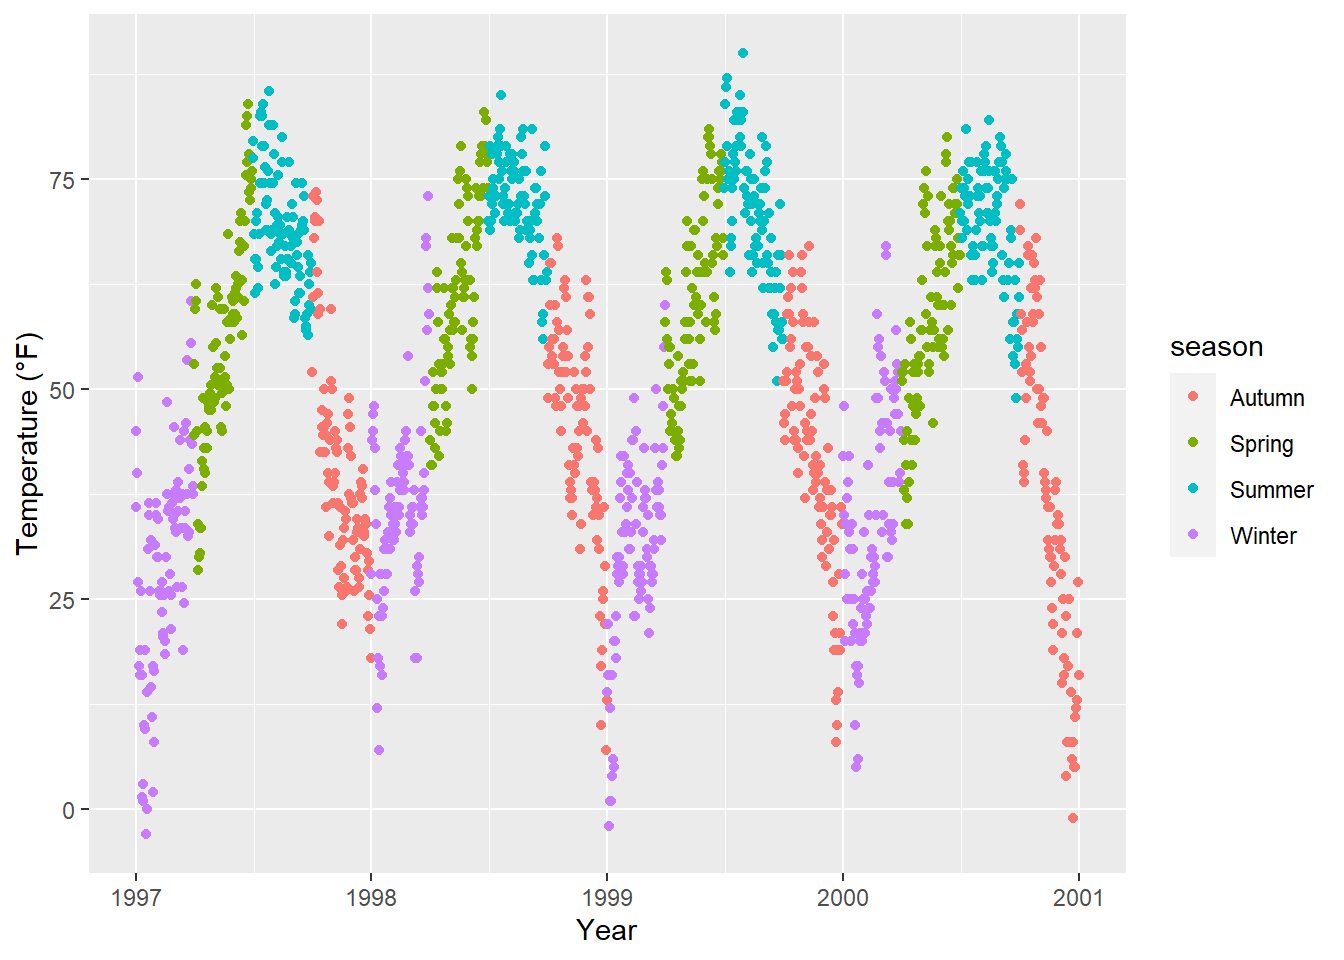 Temperature (°F)
75
50
25
0
1997 1998 1999 2000 2001
Year
season
Autumn
Spring
Summer
Winter